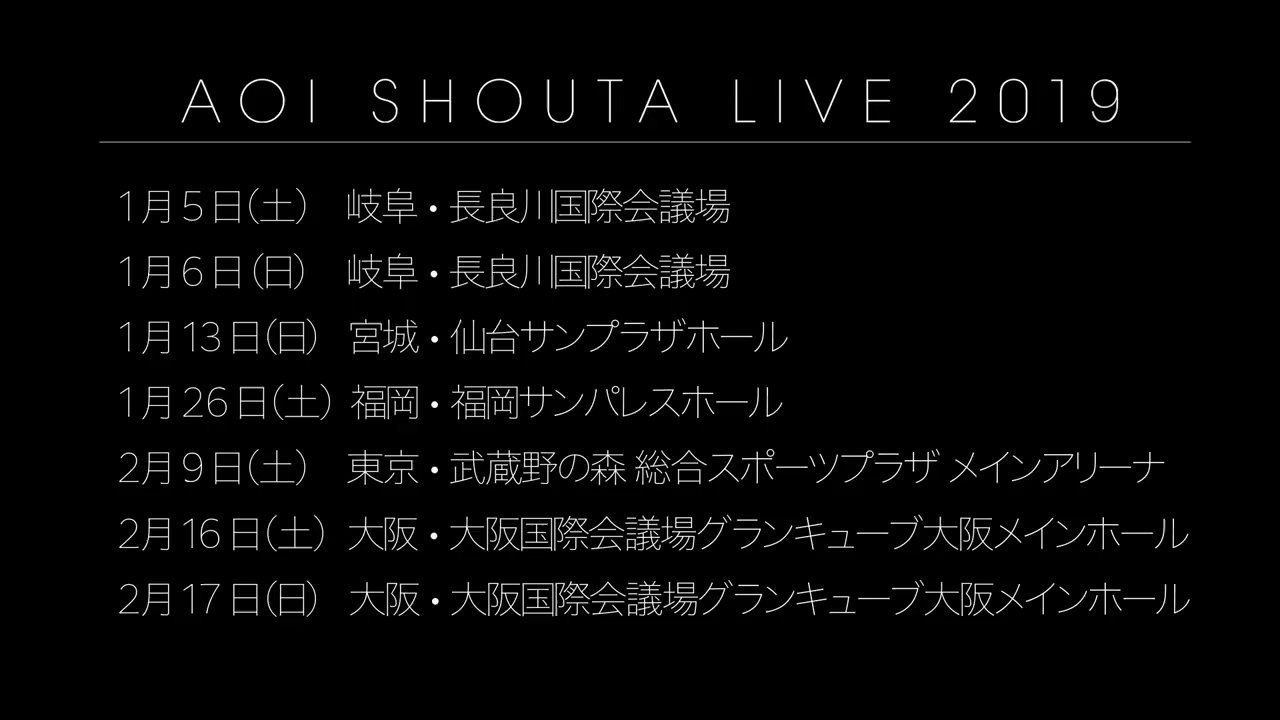 AOI SHOUTA LIVE 2019
1月5日(土) 岐阜・長良川国際会議場
1月6日(日) 岐阜・長良川国際会議場
1月13日(日) 宮城・仙台サンプラザホール
1月26日(土) 福岡・福岡サンパレスホール
2月9日(土) 東京・武蔵野の森 総合スポーツプラザ メインアリーナ
2月16日(土) 大阪・大阪国際会議場グランキューブ大阪メインホール
2月17日(日) 大阪・大阪国際会議場グランキューブ大阪メインホール